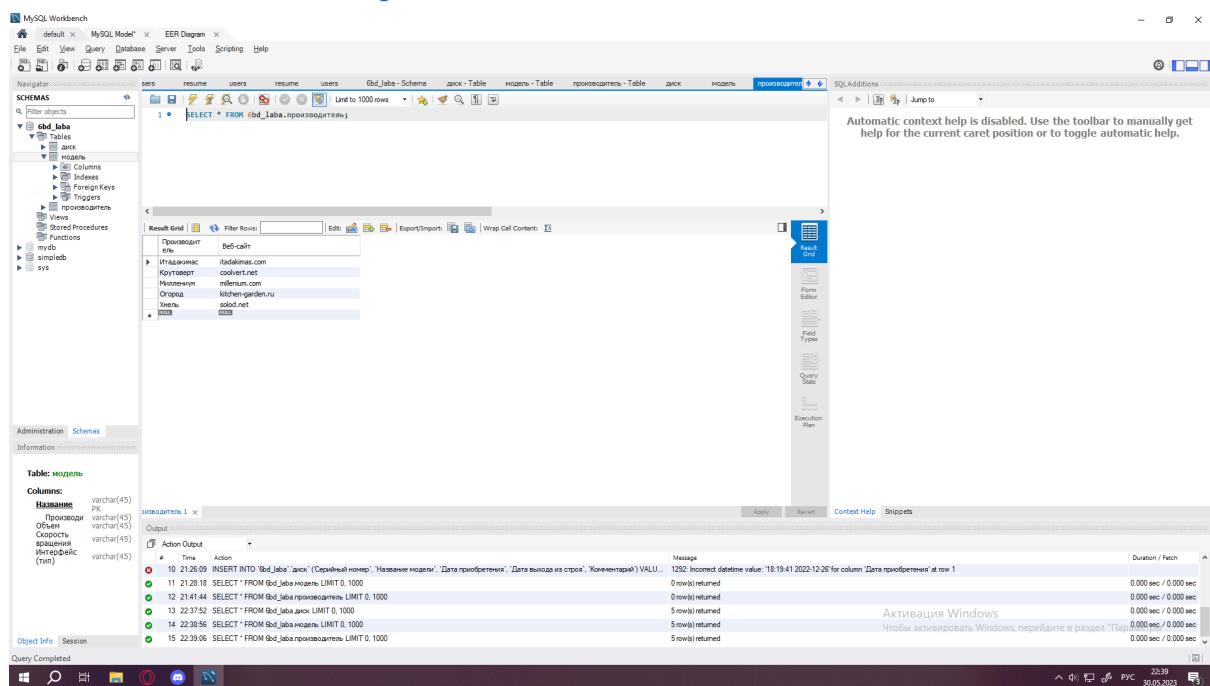 MySQL Workbench
default × MySQL Model* × EER Diagram ×
File Edit View Query Database Server Tools Scripting Help
Navigator
SCHEMAS
Filter objects
6bd_laba
Tables
диск
модель
Columns
Indexes
Foreign Keys
Triggers
производитель
Views
Stored Procedures
Functions
mydb
simpledb
sys
Administration Schemas
Information
Table: модель
Columns:
Название varchar(45) PK
Производи varchar(45)
Объем varchar(45)
Скорость вращения varchar(45)
Интерфейс (тип) varchar(45)
Object Info Session
Query Completed
sers resume users resume users 6bd_laba - Schema диск - Table модель - Table производитель - Table диск модель производител
Limit to 1000 rows
1 SELECT * FROM 6bd_laba.производитель;
Result Grid Filter Rows: Edit: Export/Import: Wrap Cell Content:
Производитель Веб-сайт
Итадакимас itadakimas.com
Крутоверт coolvert.net
Миллениум millenium.com
Огород kitchen-garden.ru
Хмель solod.net
NULL NULL
Result Grid
Form Editor
Field Types
Query Stats
Execution Plan
изводитель 1 × Apply Revert
SQLAdditions
Jump to
Automatic context help is disabled. Use the toolbar to manually get
help for the current caret position or to toggle automatic help.
Context Help Snippets
Output
Action Output
# Time Action Message Duration / Fetch
10 21:26:09 INSERT INTO `6bd_laba`.`диск` (`Серийный номер`, `Название модели`, `Дата приобретения`, `Дата выхода из строя`, `Комментарий`) VALU... 1292: Incorrect datetime value: '18:19:41 2022-12-26' for column 'Дата приобретения' at row 1
11 21:28:18 SELECT * FROM 6bd_laba.модель LIMIT 0, 1000 0 row(s) returned 0.000 sec / 0.000 sec
12 21:41:44 SELECT * FROM 6bd_laba.производитель LIMIT 0, 1000 0 row(s) returned 0.000 sec / 0.000 sec
13 22:37:52 SELECT * FROM 6bd_laba.диск LIMIT 0, 1000 5 row(s) returned 0.000 sec / 0.000 sec
14 22:38:56 SELECT * FROM 6bd_laba.модель LIMIT 0, 1000 5 row(s) returned 0.000 sec / 0.000 sec
15 22:39:06 SELECT * FROM 6bd_laba.производитель LIMIT 0, 1000 5 row(s) returned 0.000 sec / 0.000 sec
Активация Windows
Чтобы активировать Windows, перейдите в раздел "Пар
РУС
22:39
30.05.2023
3